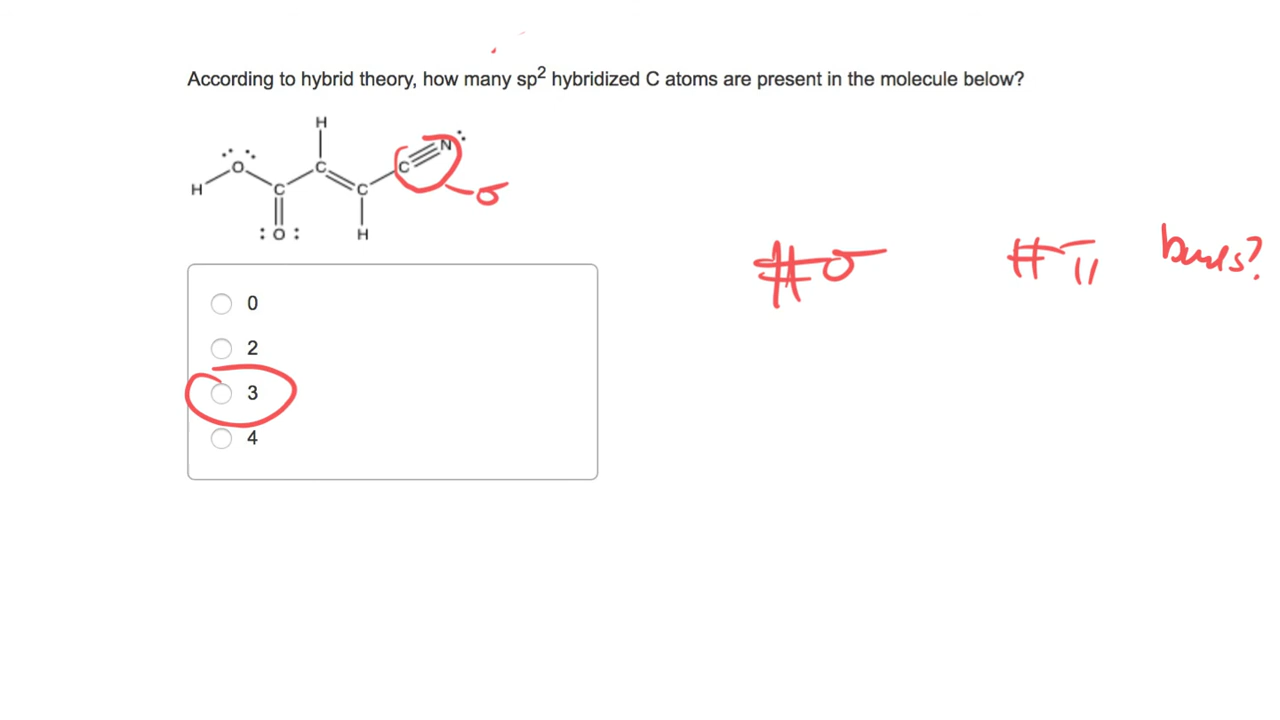 According to hybrid theory, how many sp² hybridized C atoms are present in the molecule below?
H
O
H
C
:O:
C
C
H
C
N
σ
0
2
3
4
#σ #π bonds?